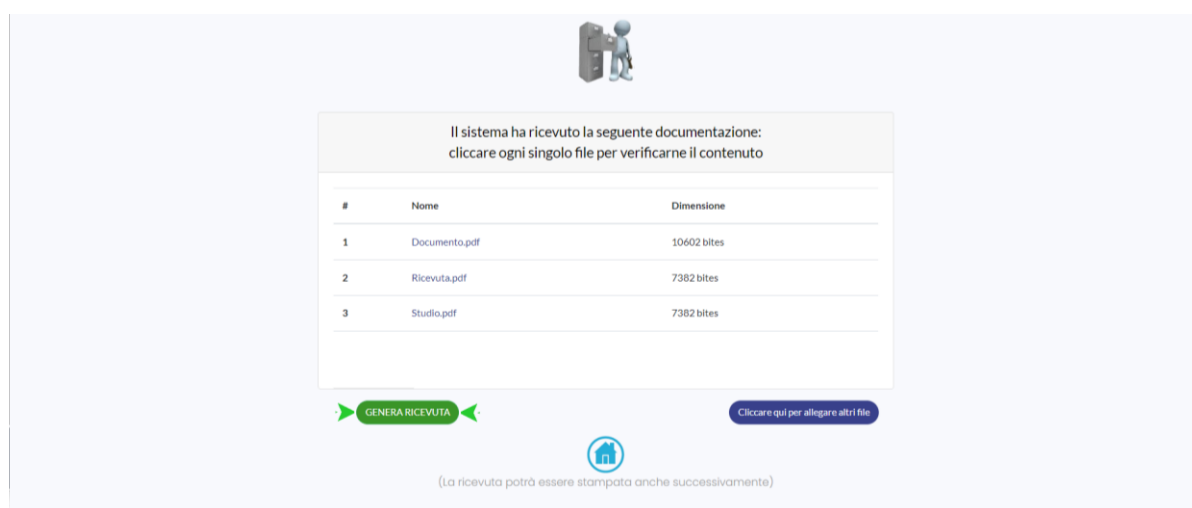 Il sistema ha ricevuto la seguente documentazione:
cliccare ogni singolo file per verificarne il contenuto
# Nome Dimensione
1 Documento.pdf 10602 bites
2 Ricevuta.pdf 7382 bites
3 Studio.pdf 7382 bites
GENERA RICEVUTA Cliccare qui per allegare altri file
(La ricevuta potrà essere stampata anche successivamente)